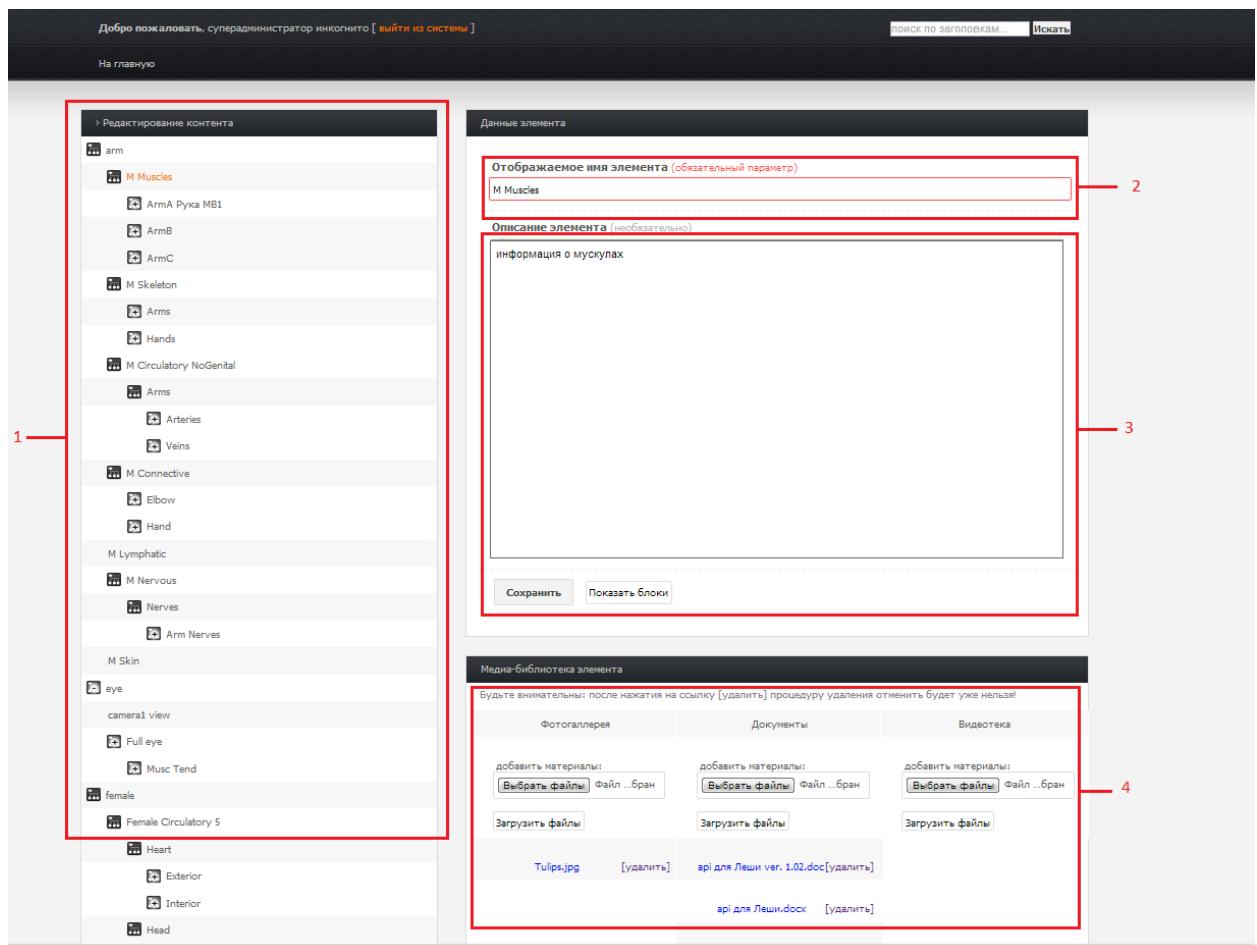 Добро пожаловать, суперадминистратор инкогнито [ выйти из системы ]
поиск по заголовкам... Искать
На главную
> Редактирование контента
arm
M Muscles
ArmA Рука МВ1
ArmB
ArmC
M Skeleton
Arms
Hands
M Circulatory NoGenital
Arms
Arteries
Veins
M Connective
Elbow
Hand
M Lymphatic
M Nervous
Nerves
Arm Nerves
M Skin
eye
camera1 view
Full eye
Musc Tend
female
Female Circulatory 5
Heart
Exterior
Interior
Head
1
Данные элемента
Отображаемое имя элемента (обязательный параметр)
M Muscles
2
Описание элемента (необязательно)
информация о мускулах
3
Сохранить Показать блоки
Медиа-библиотека элемента
Будьте внимательны: после нажатия на ссылку [удалить] процедуру удаления отменить будет уже нельзя!
Фотогаллерея Документы Видеотека
добавить материалы: добавить материалы: добавить материалы:
Выбрать файлы Файл ...бран Выбрать файлы Файл ...бран Выбрать файлы Файл ...бран
4
Загрузить файлы Загрузить файлы Загрузить файлы
Tulips.jpg [удалить] api для Леши ver. 1.02.doc[удалить]
api для Леши.docx [удалить]